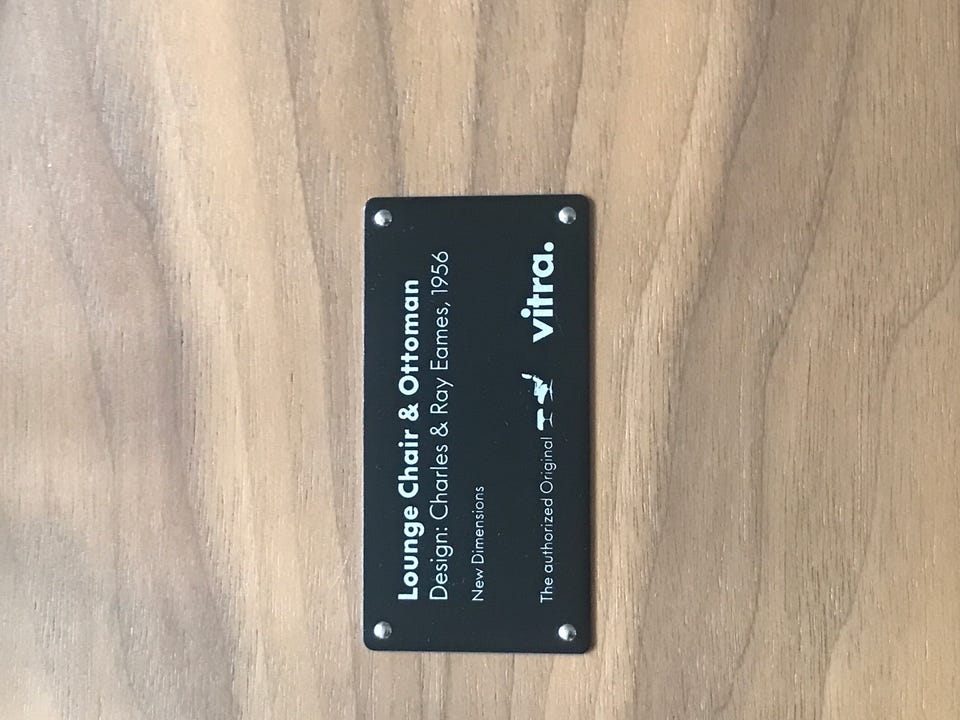 Lounge Chair & Ottoman
Design: Charles & Ray Eames, 1956
New Dimensions
The authorized Original vitra.